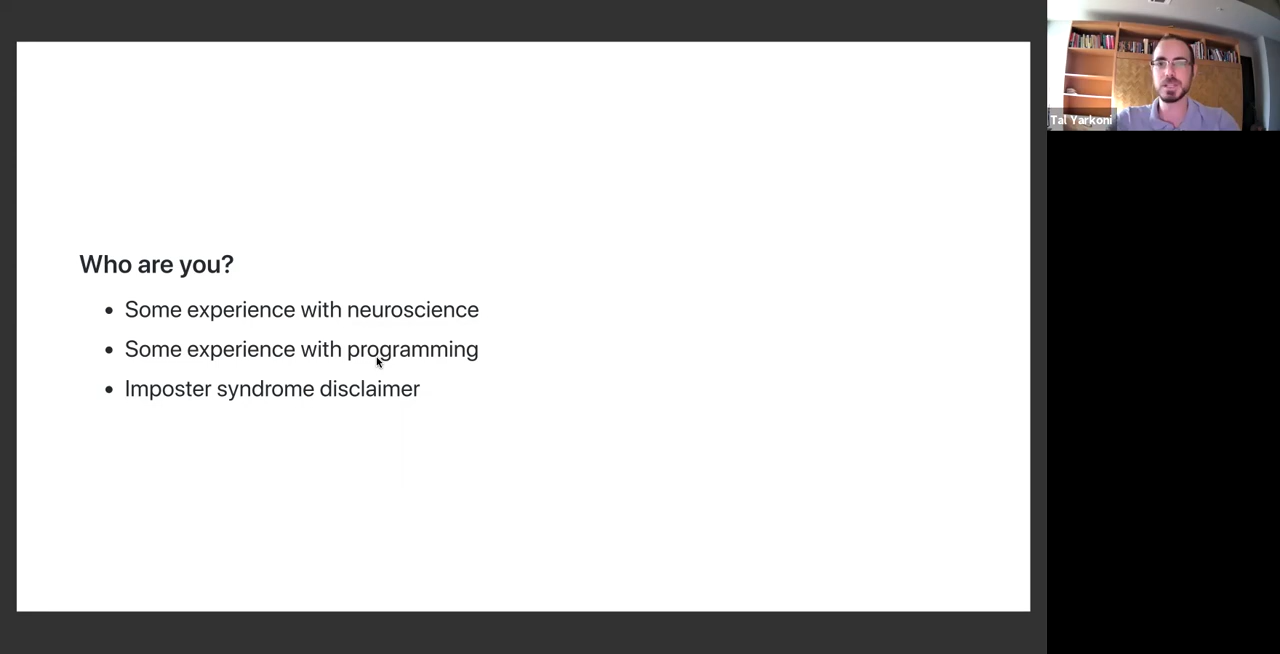 Who are you?
Some experience with neuroscience
Some experience with programming
Imposter syndrome disclaimer
Tal Yarkoni